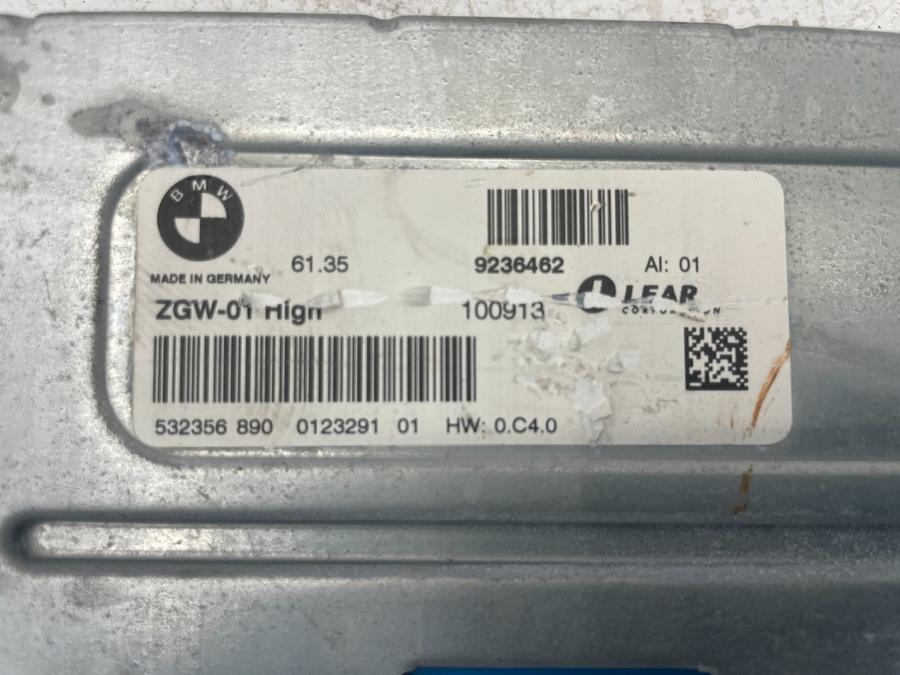 BMW
61.35 9236462 AI: 01
MADE IN GERMANY
ZGW-01 High 100913 LEAR
CORPORATION
532356 890 0123291 01 HW: 0.C4.0